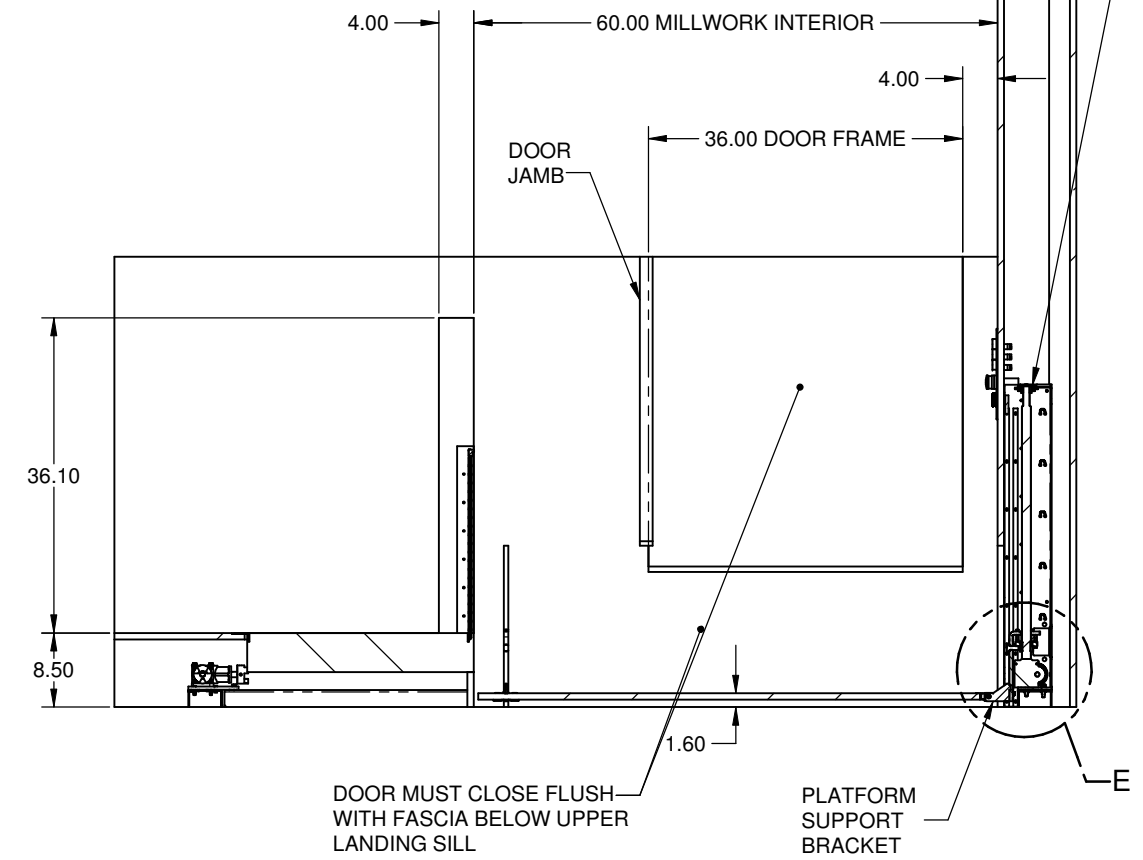 4.00
60.00 MILLWORK INTERIOR
4.00
36.00 DOOR FRAME
DOOR
JAMB
36.10
8.50
1.60
DOOR MUST CLOSE FLUSH
WITH FASCIA BELOW UPPER
LANDING SILL
PLATFORM
SUPPORT
BRACKET
E